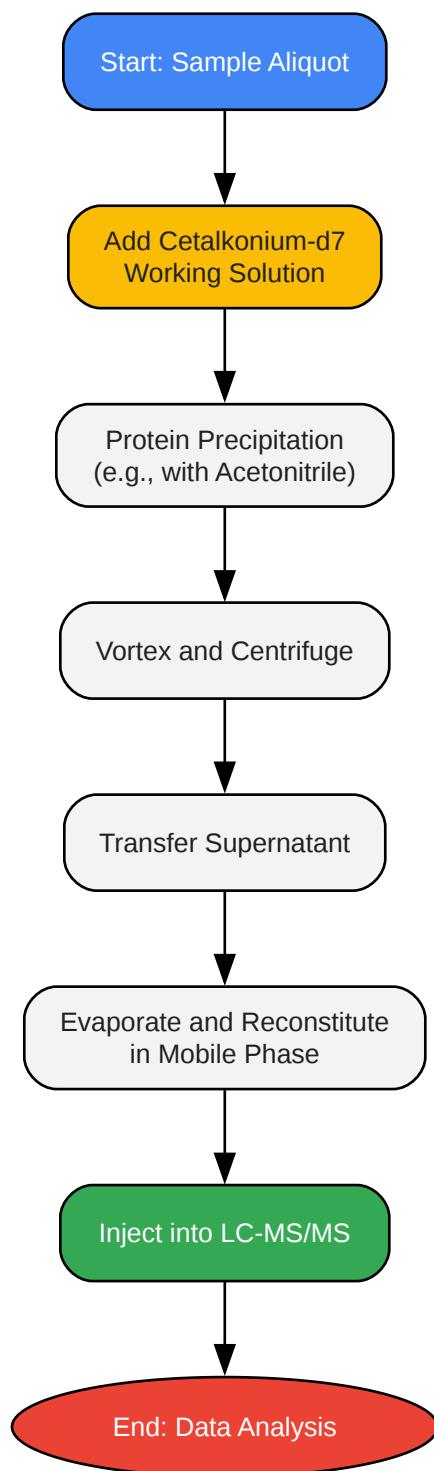 Start: Sample Aliquot
Add Cetalkonium-d7
Working Solution
Protein Precipitation
(e.g., with Acetonitrile)
Vortex and Centrifuge
Transfer Supernatant
Evaporate and Reconstitute
in Mobile Phase
Inject into LC-MS/MS
End: Data Analysis